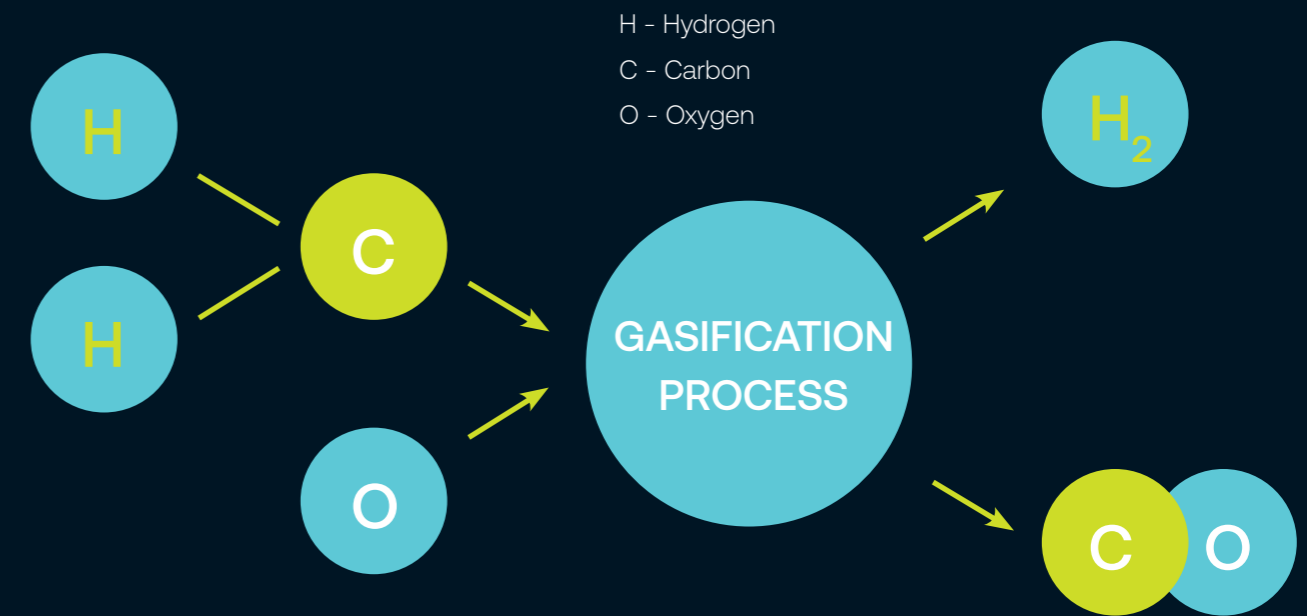 H - Hydrogen
C - Carbon
O - Oxygen
H
H
C
O
GASIFICATION
PROCESS
H₂
C O